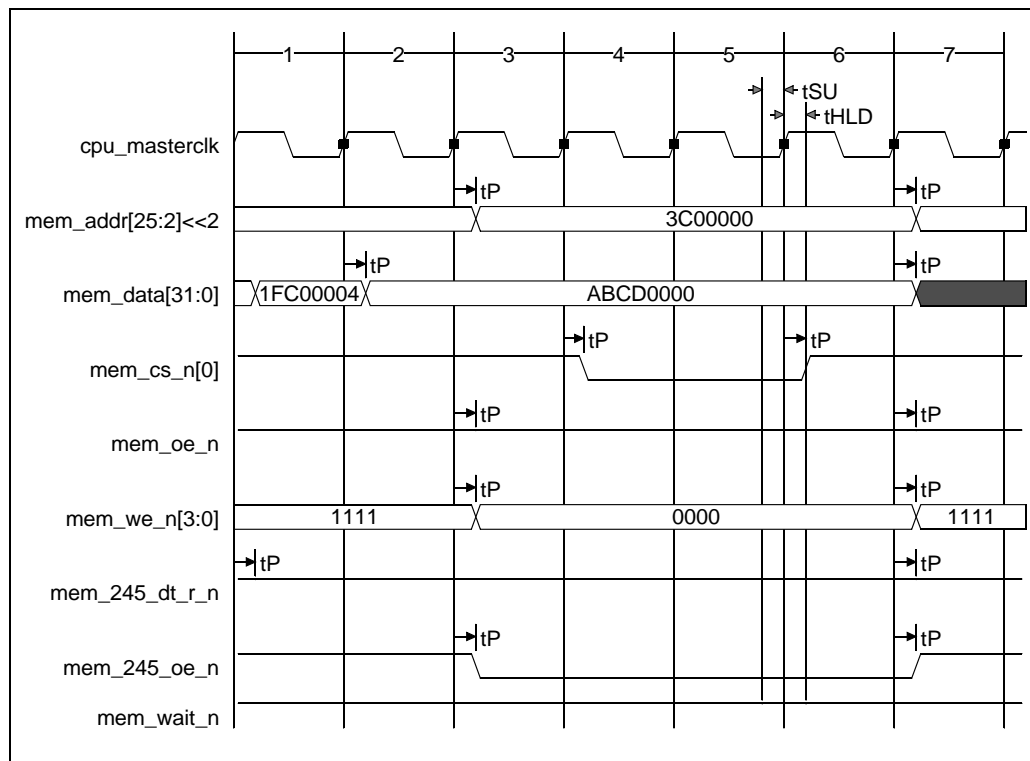 1 2 3 4 5 6 7
tSU
tHLD
cpu_masterclk
tP tP
mem_addr[25:2]<<2 3C00000
tP tP
mem_data[31:0] 1FC00004 ABCD0000
tP tP
mem_cs_n[0]
tP tP
mem_oe_n
tP tP
mem_we_n[3:0] 1111 0000 1111
tP tP
mem_245_dt_r_n
tP tP
mem_245_oe_n
mem_wait_n